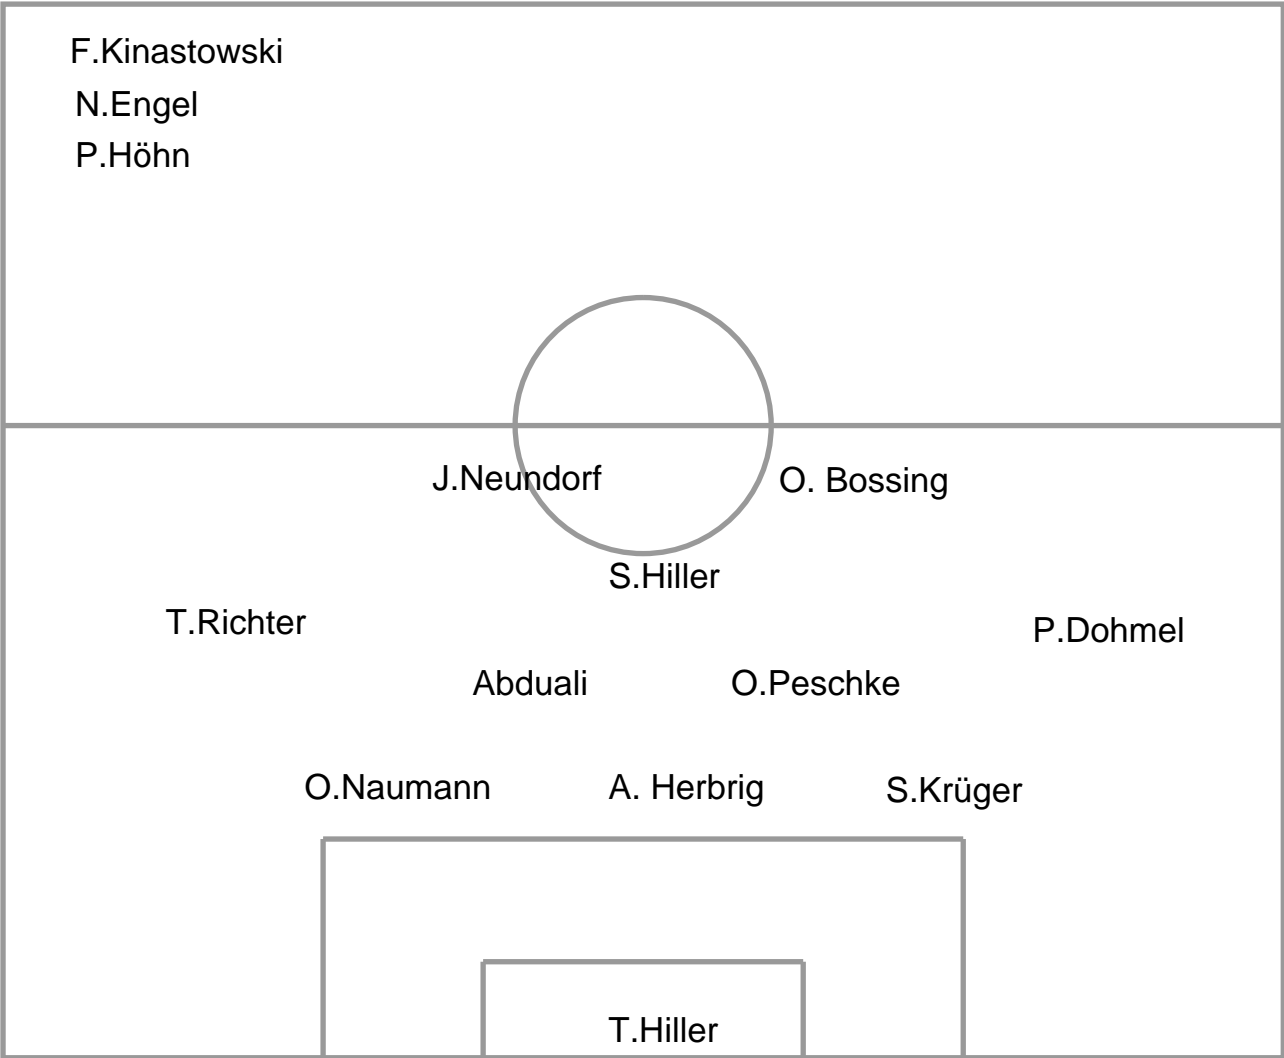 F.Kinastowski
N.Engel
P.Höhn
J.Neundorf
O. Bossing
S.Hiller
T.Richter
P.Dohmel
Abduali
O.Peschke
O.Naumann
A. Herbrig
S.Krüger
T.Hiller